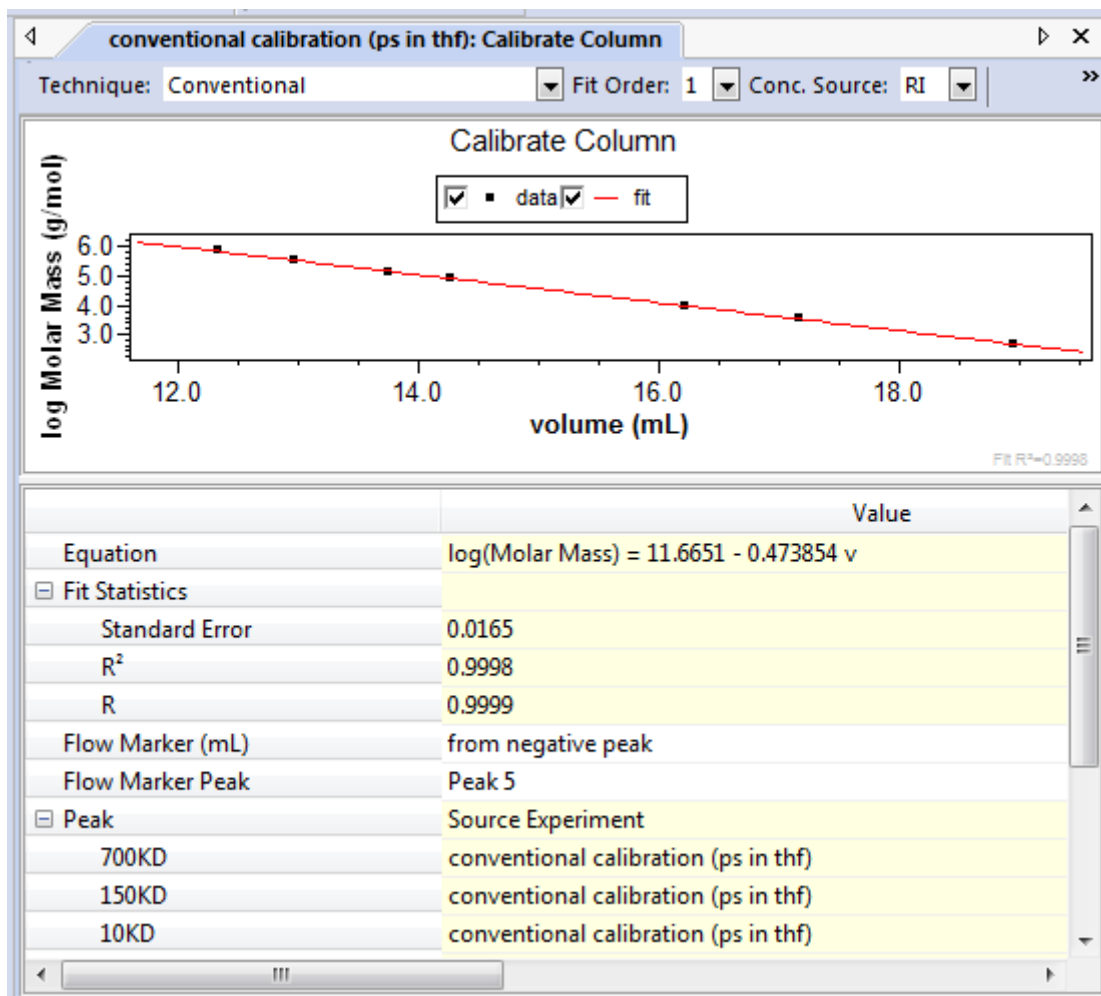 conventional calibration (ps in thf): Calibrate Column
Technique: Conventional Fit Order: 1 Conc. Source: RI »
Calibrate Column
data fit
log Molar Mass (g/mol)
6.0
5.0
4.0
3.0
12.0 14.0 16.0 18.0
volume (mL)
Fit R²=0.9998
Value
Equation log(Molar Mass) = 11.6651 - 0.473854 v
Fit Statistics
Standard Error 0.0165
R² 0.9998
R 0.9999
Flow Marker (mL) from negative peak
Flow Marker Peak Peak 5
Peak Source Experiment
700KD conventional calibration (ps in thf)
150KD conventional calibration (ps in thf)
10KD conventional calibration (ps in thf)